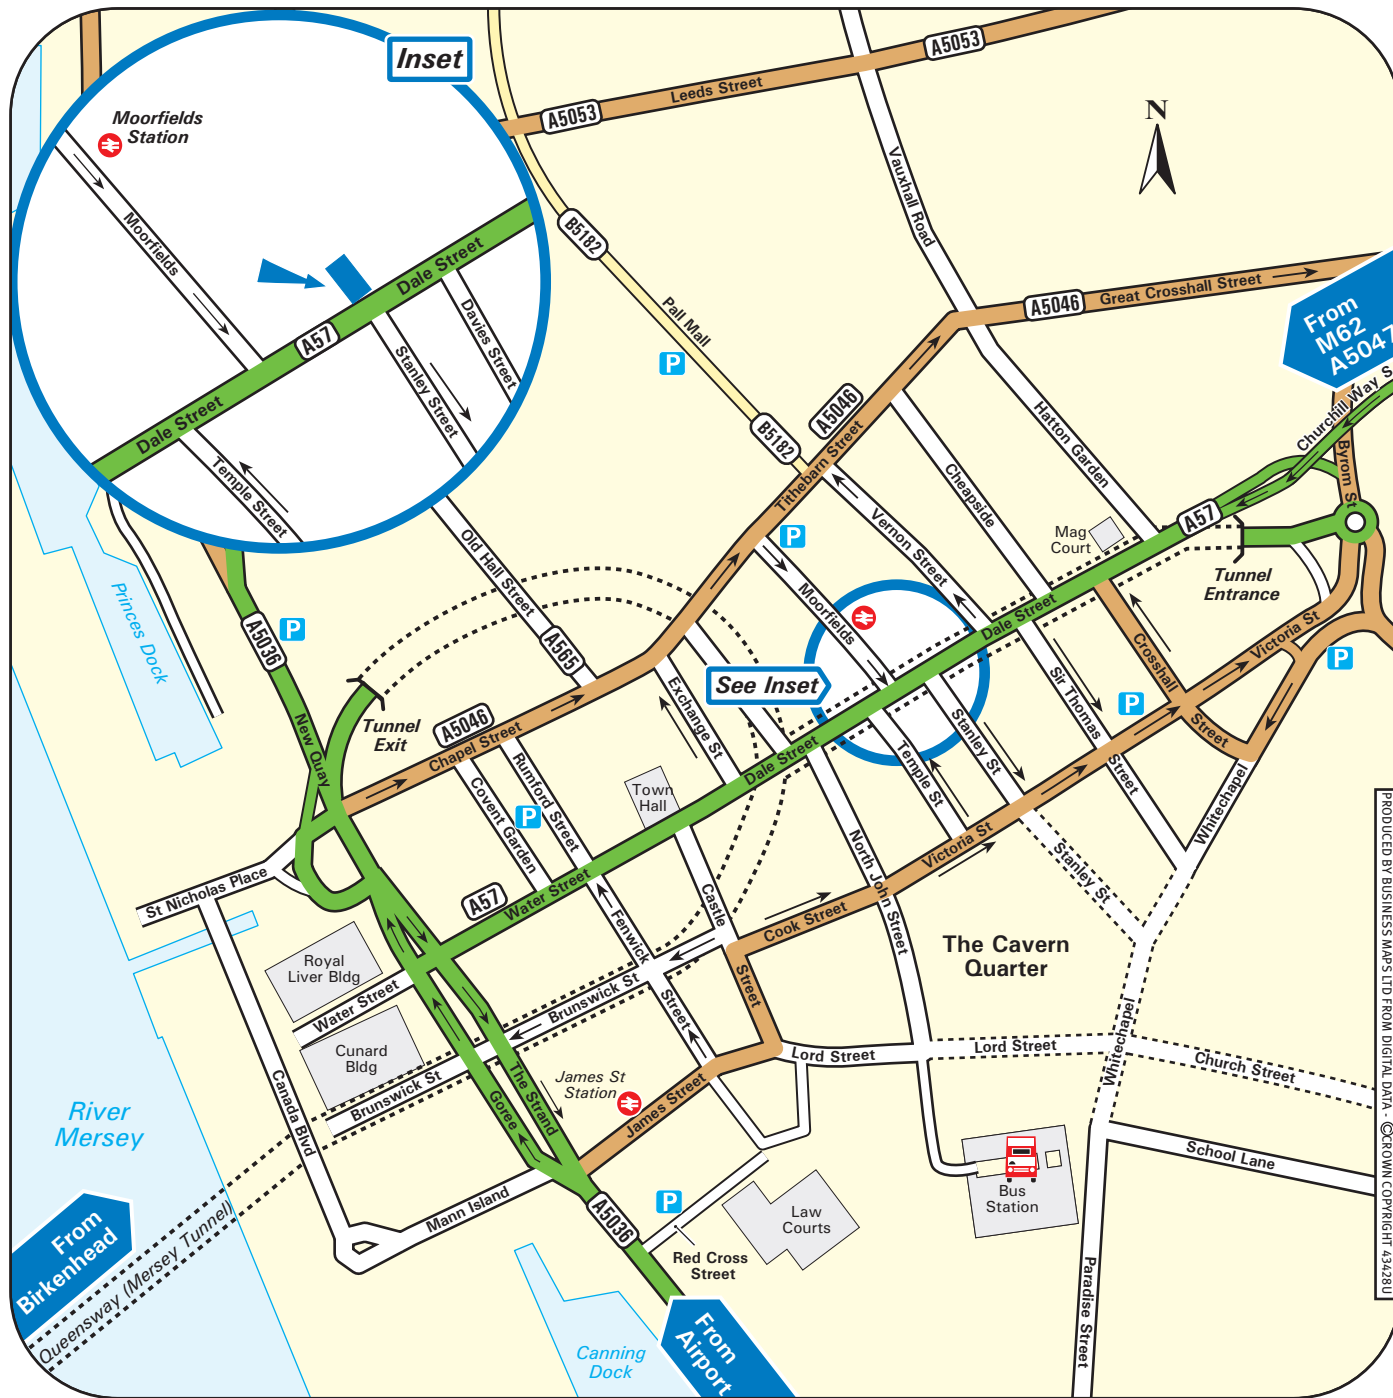 Inset
Moorfields
Station
Moorfields
Dale Street
A57
Dale Street
Davies Street
Stanley Street
Temple Street
A5053
Leeds Street
A5053
N
Vauxhall Road
B5182
Pall Mall
P
B5182
A5046
Great Crosshall Street
From
M62
A5047
Churchill Way S
Byrom St
A5046
Tithebarn Street
Hatton Garden
Cheapside
Vernon Street
Mag
Court
A57
Tunnel
Entrance
P
Old Hall Street
A565
Princes Dock
A5036
P
New Quay
Tunnel
Exit
A5046
Chapel Street
Exchange St
See Inset
Moorfields
Dale Street
Dale Street
Crosshall
Street
Victoria St
P
P
Sir Thomas
Street
Stanley St
Temple St
Whitechapel
Rumford Street
Covent Garden
P
Town
Hall
St Nicholas Place
A57
Water Street
Fenwick
Street
Castle
Street
Cook Street
Victoria St
North John Street
Stanley St
The Cavern
Quarter
Royal
Liver Bldg
Water Street
Cunard
Bldg
Brunswick St
Brunswick St
Canada Blvd
Goree
The Strand
James St
Station
James Street
Lord Street
Lord Street
Whitechapel
Church Street
School Lane
River
Mersey
Mann Island
A5036
P
Red Cross
Street
Law
Courts
Bus
Station
Paradise Street
From
Birkenhead
Queensway (Mersey Tunnel)
Canning
Dock
From
Airport
PRODUCED BY BUSINESS MAPS LTD FROM DIGITAL DATA - ©CROWN COPYRIGHT 43428U